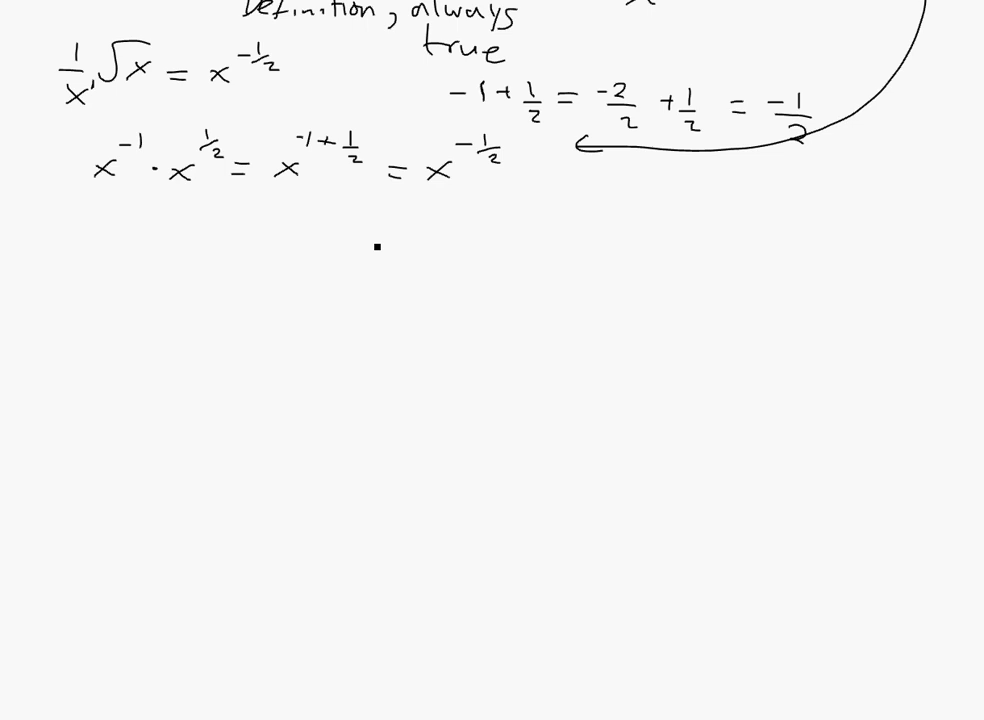 Definition, always
true
1/x · √x = x^(-1/2)
-1 + 1/2 = -2/2 + 1/2 = -1/2
x^(-1) · x^(1/2) = x^(-1 + 1/2) = x^(-1/2)